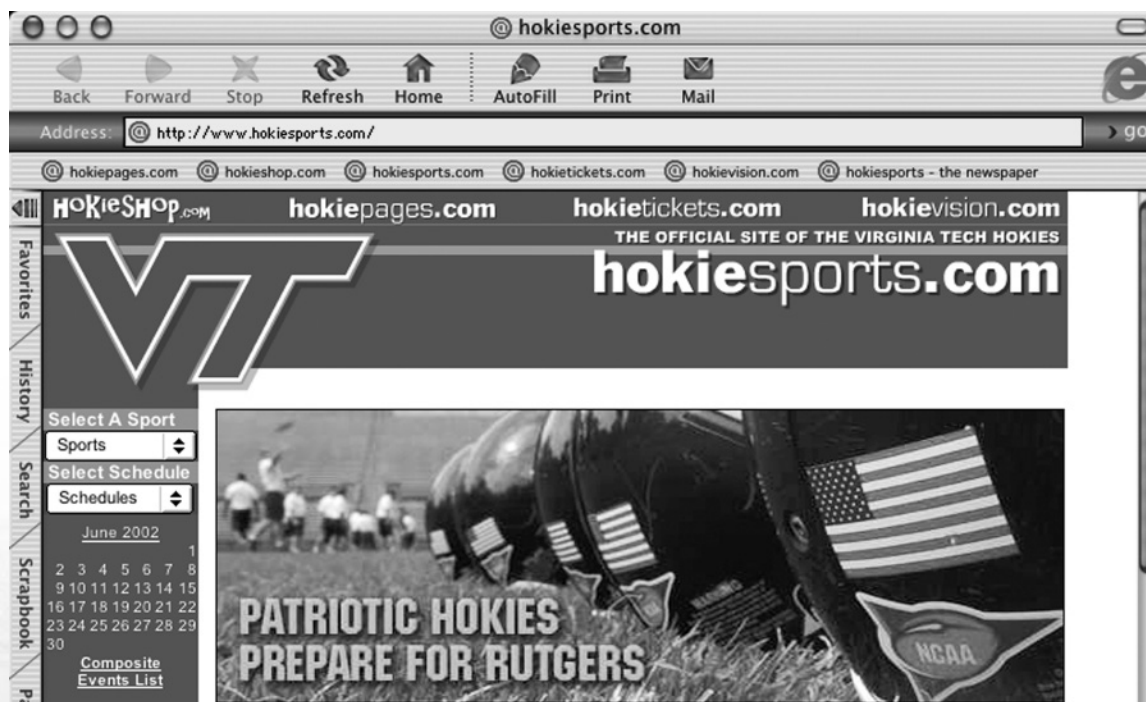 @ hokiesports.com
Back Forward Stop Refresh Home AutoFill Print Mail
Address: @ http://www.hokiesports.com/ go
@ hokiepages.com @ hokieshop.com @ hokiesports.com @ hokietickets.com @ hokievision.com @ hokiesports - the newspaper
HOKIESHOP.COM hokiepages.com hokietickets.com hokievision.com
THE OFFICIAL SITE OF THE VIRGINIA TECH HOKIES
hokiesports.com
VT
Favorites
History
Search
Scrapbook
Pa
Select A Sport
Sports
Select Schedule
Schedules
June 2002
1
2 3 4 5 6 7 8
9 10 11 12 13 14 15
16 17 18 19 20 21 22
23 24 25 26 27 28 29
30
Composite
Events List
PATRIOTIC HOKIES
PREPARE FOR RUTGERS
NCAA